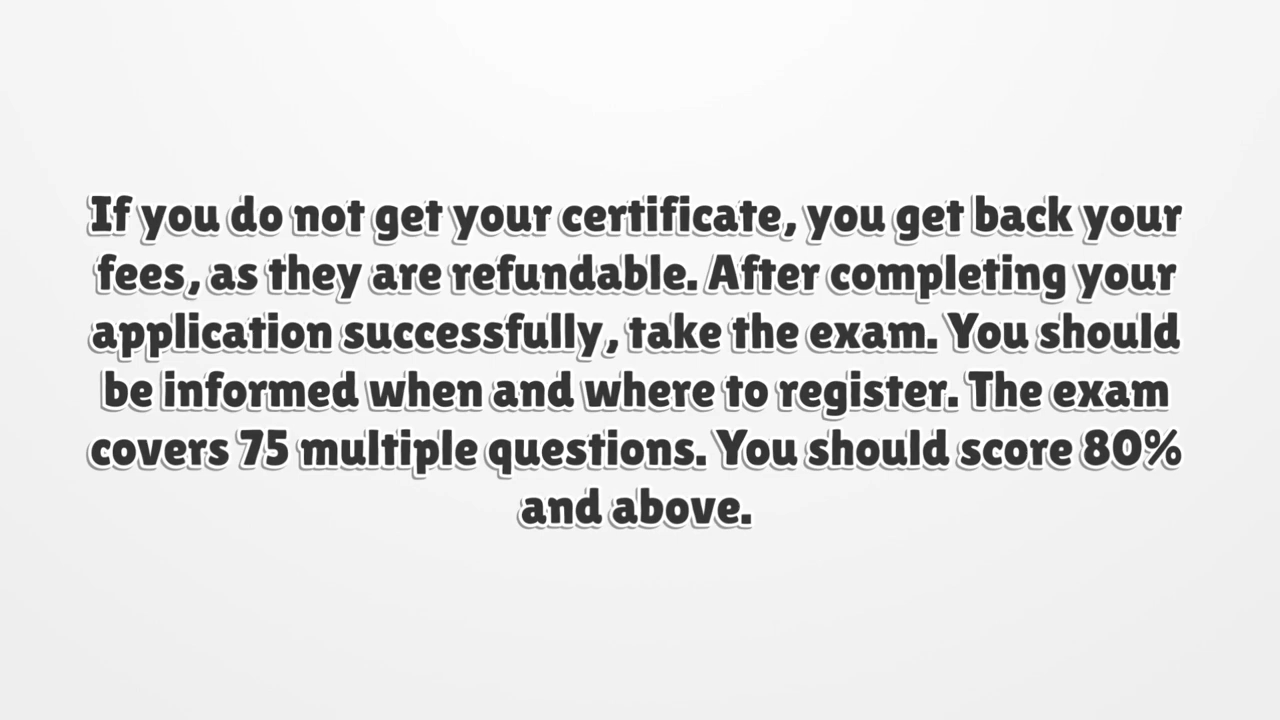 If you do not get your certificate, you get back your
fees, as they are refundable. After completing your
application successfully, take the exam. You should
be informed when and where to register. The exam
covers 75 multiple questions. You should score 80%
and above.